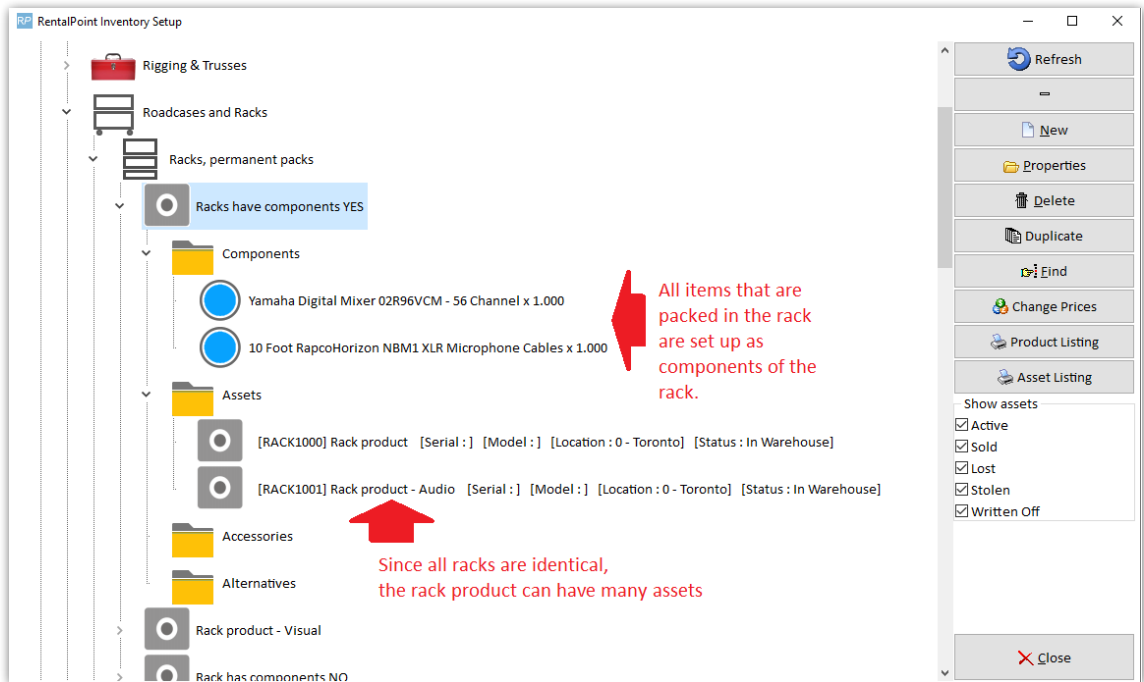 RP RentalPoint Inventory Setup
Rigging & Trusses
Roadcases and Racks
Racks, permanent packs
Racks have components YES
Components
Yamaha Digital Mixer 02R96VCM - 56 Channel x 1.000
10 Foot RapcoHorizon NBM1 XLR Microphone Cables x 1.000
All items that are
packed in the rack
are set up as
components of the
rack.
Assets
[RACK1000] Rack product [Serial : ] [Model : ] [Location : 0 - Toronto] [Status : In Warehouse]
[RACK1001] Rack product - Audio [Serial : ] [Model : ] [Location : 0 - Toronto] [Status : In Warehouse]
Accessories
Since all racks are identical,
the rack product can have many assets
Alternatives
Rack product - Visual
Rack has components NO
Refresh
New
Properties
Delete
Duplicate
Find
Change Prices
Product Listing
Asset Listing
Show assets
Active
Sold
Lost
Stolen
Written Off
Close